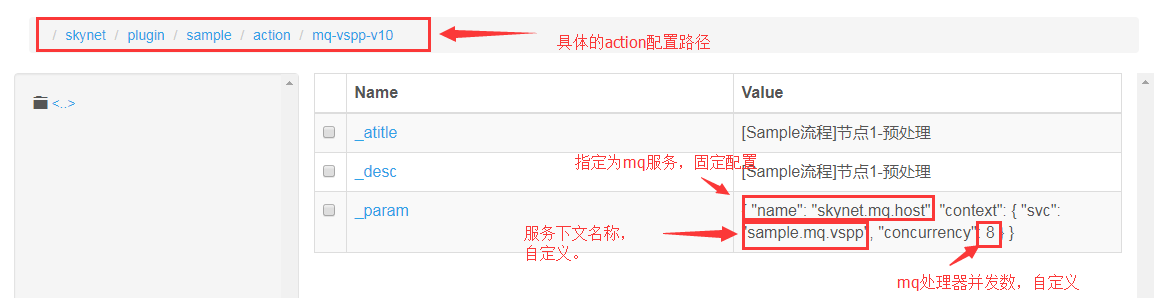 / skynet / plugin / sample / action / mq-vspp-v10
具体的action配置路径
<..>
Name Value
_atitle [Sample流程]节点1-预处理
_desc [Sample流程]节点1-预处理
指定为mq服务，固定配置
_param { "name": "skynet.mq.host", "context": { "svc":
"sample.mq.vspp", "concurrency": 8 } }
服务下文名称，
自定义。
mq处理器并发数，自定义